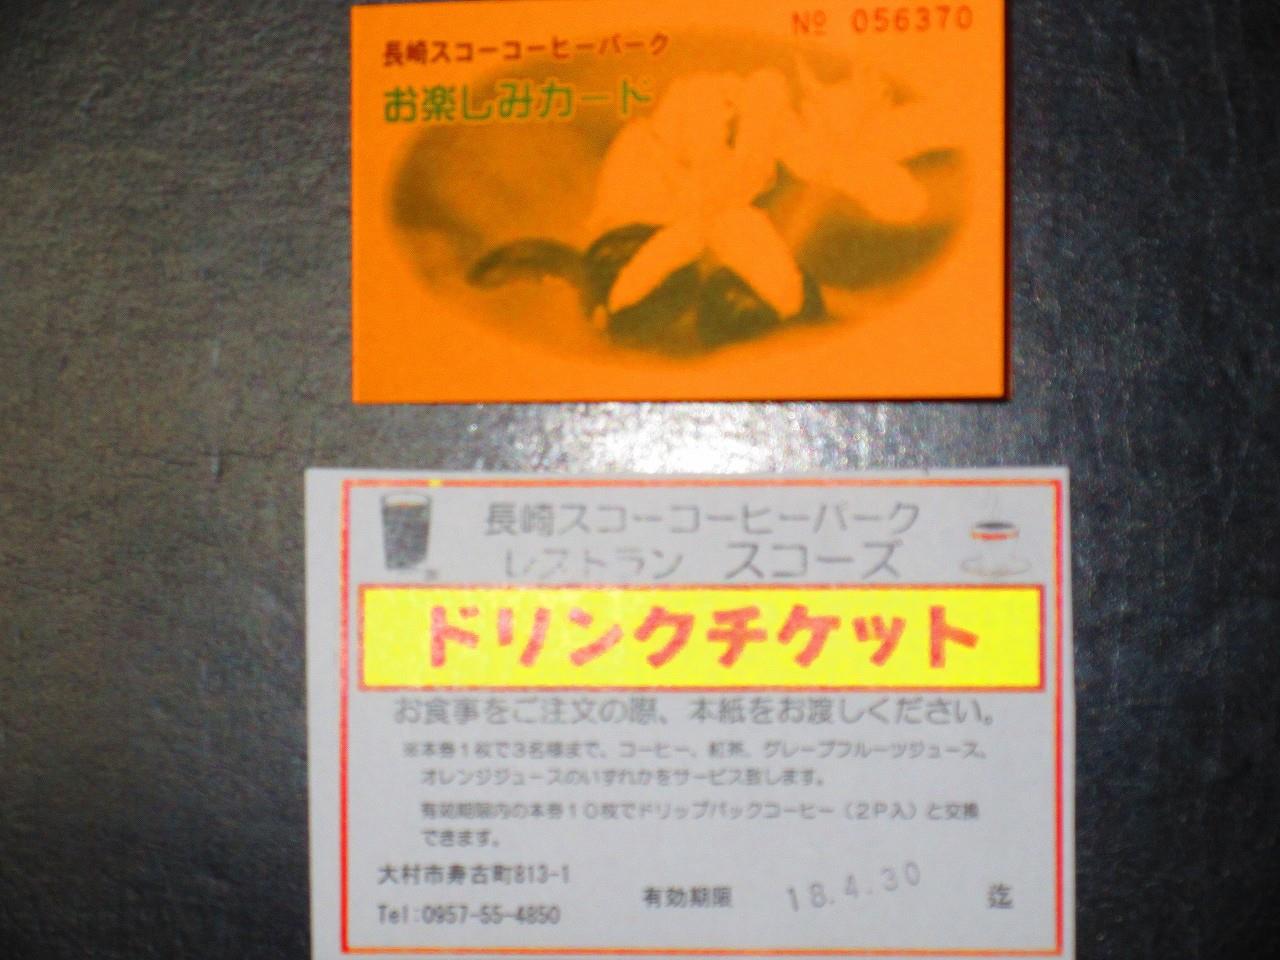 長崎スコーコーヒーパーク
お楽しみカード
№ 056370
長崎スコーコーヒーパーク
レストラン スコーズ
ドリンクチケット
お食事をご注文の際、本紙をお渡しください。
※本券1枚で3名様まで、コーヒー、紅茶、グレープフルーツジュース、
オレンジジュースのいずれかをサービス致します。
有効期限内の本券10枚でドリップパックコーヒー（2P入）と交換
できます。
大村市寿古町813-1
Tel:0957-55-4850
有効期限 18.4.30 迄